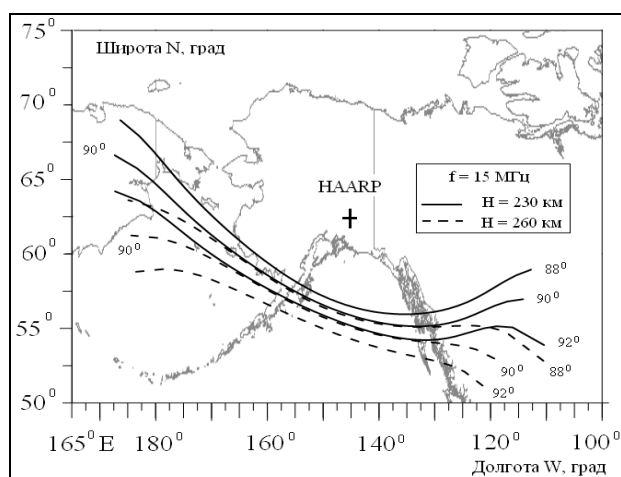 75⁰
Широта N, град
70⁰
90⁰
65⁰
HAARP
f = 15 МГц
H = 230 км
H = 260 км
60⁰
90⁰
88⁰
90⁰
55⁰
92⁰
88⁰
90⁰
92⁰
50⁰
165⁰ E 180⁰ 160⁰ 140⁰ 120⁰ 100⁰
Долгота W, град